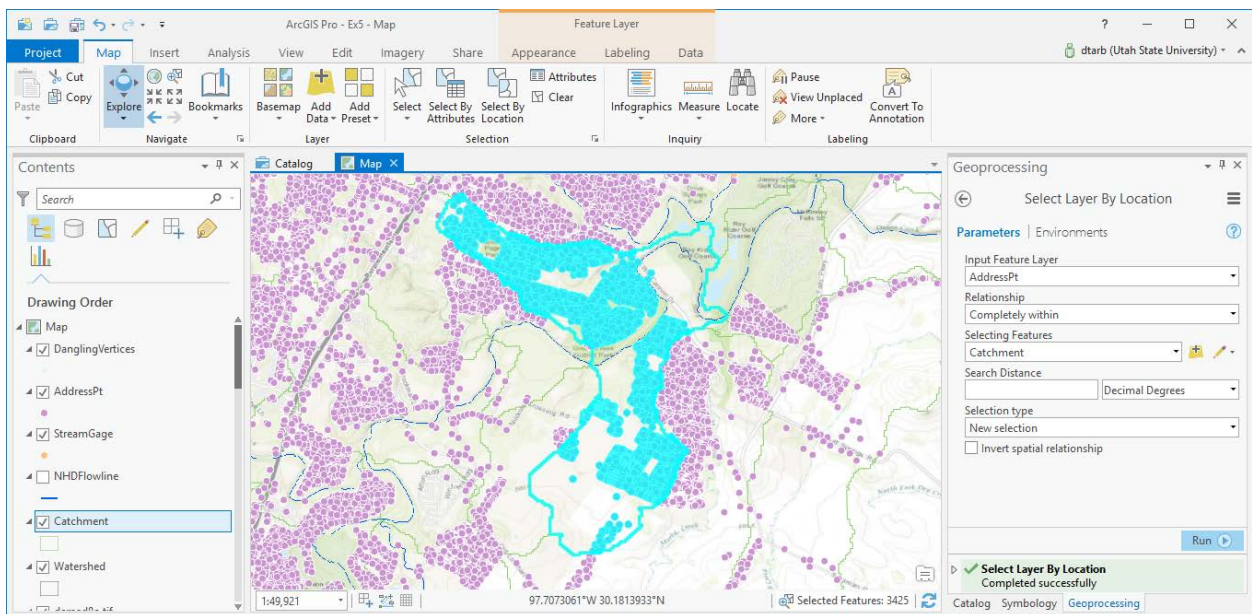 ArcGIS Pro - Ex5 - Map
Feature Layer
?
Project Map Insert Analysis View Edit Imagery Share Appearance Labeling Data
dtarb (Utah State University)
Paste
Cut
Copy
Clipboard
Explore
Bookmarks
Navigate
Basemap
Add Data
Add Preset
Layer
Select
Select By Attributes
Select By Location
Attributes
Clear
Selection
Infographics
Measure
Locate
Inquiry
Pause
View Unplaced
More
Convert To Annotation
Labeling
Contents
Search
Drawing Order
Map
DanglingVertices
AddressPt
StreamGage
NHDFlowline
Catchment
Watershed
Catalog
Map
1:49,921
97.7073061°W 30.1813933°N
Selected Features: 3425
Geoprocessing
Select Layer By Location
Parameters | Environments
Input Feature Layer
AddressPt
Relationship
Completely within
Selecting Features
Catchment
Search Distance
Decimal Degrees
Selection type
New selection
Invert spatial relationship
Run
Select Layer By Location
Completed successfully
Catalog Symbology Geoprocessing